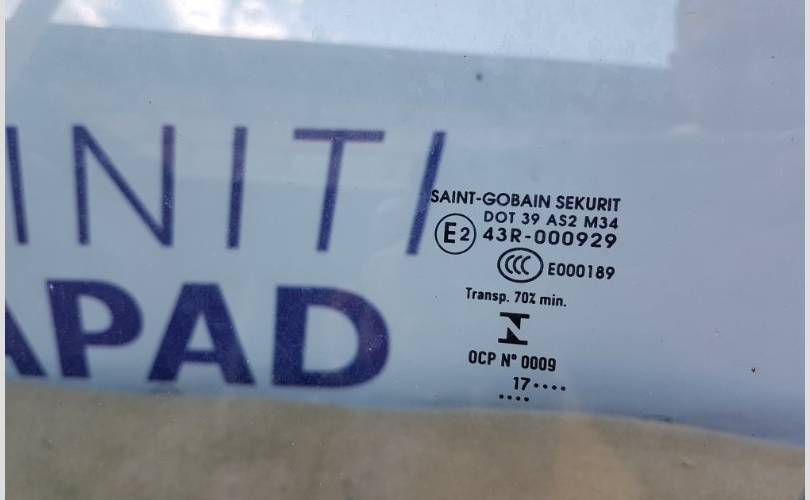 INITI
APAD
SAINT-GOBAIN SEKURIT
DOT 39 AS2 M34
E2 43R-000929
CCC E000189
Transp. 70% min.
OCP N° 0009
17....
....